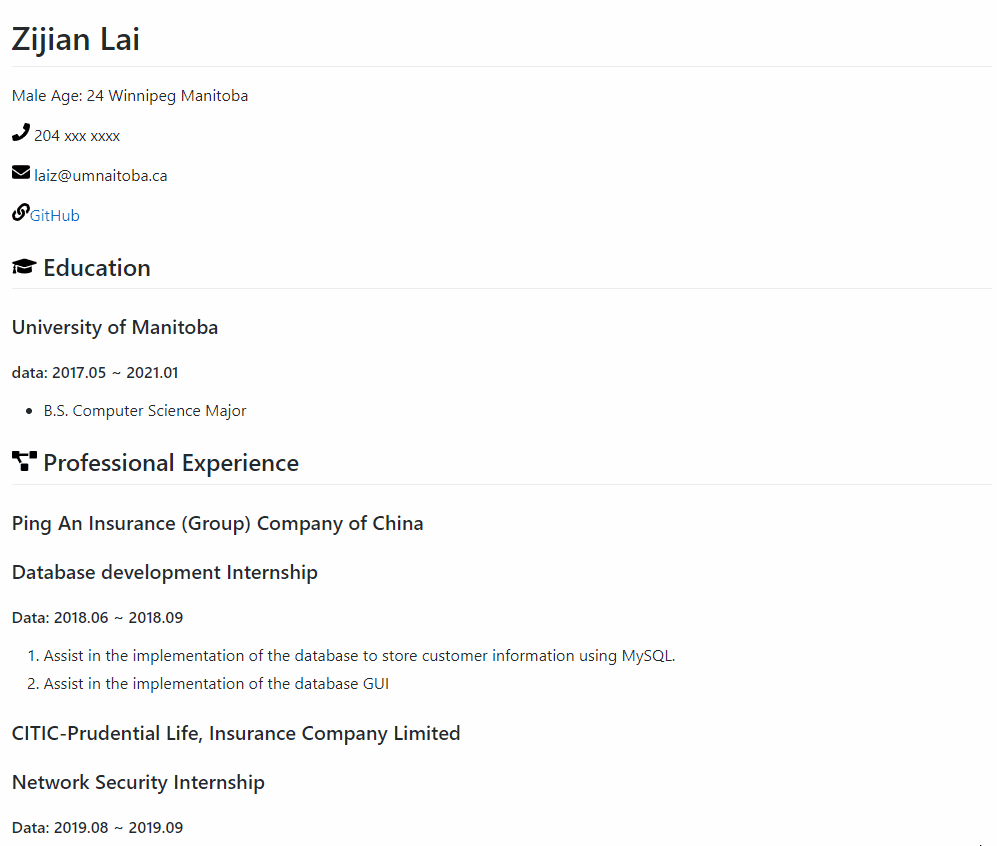 Zijian Lai
Male Age: 24 Winnipeg Manitoba
204 xxx xxxx
laiz@umnaitoba.ca
GitHub
Education
University of Manitoba
data: 2017.05 ~ 2021.01
B.S. Computer Science Major
Professional Experience
Ping An Insurance (Group) Company of China
Database development Internship
Data: 2018.06 ~ 2018.09
1. Assist in the implementation of the database to store customer information using MySQL.
2. Assist in the implementation of the database GUI
CITIC-Prudential Life, Insurance Company Limited
Network Security Internship
Data: 2019.08 ~ 2019.09